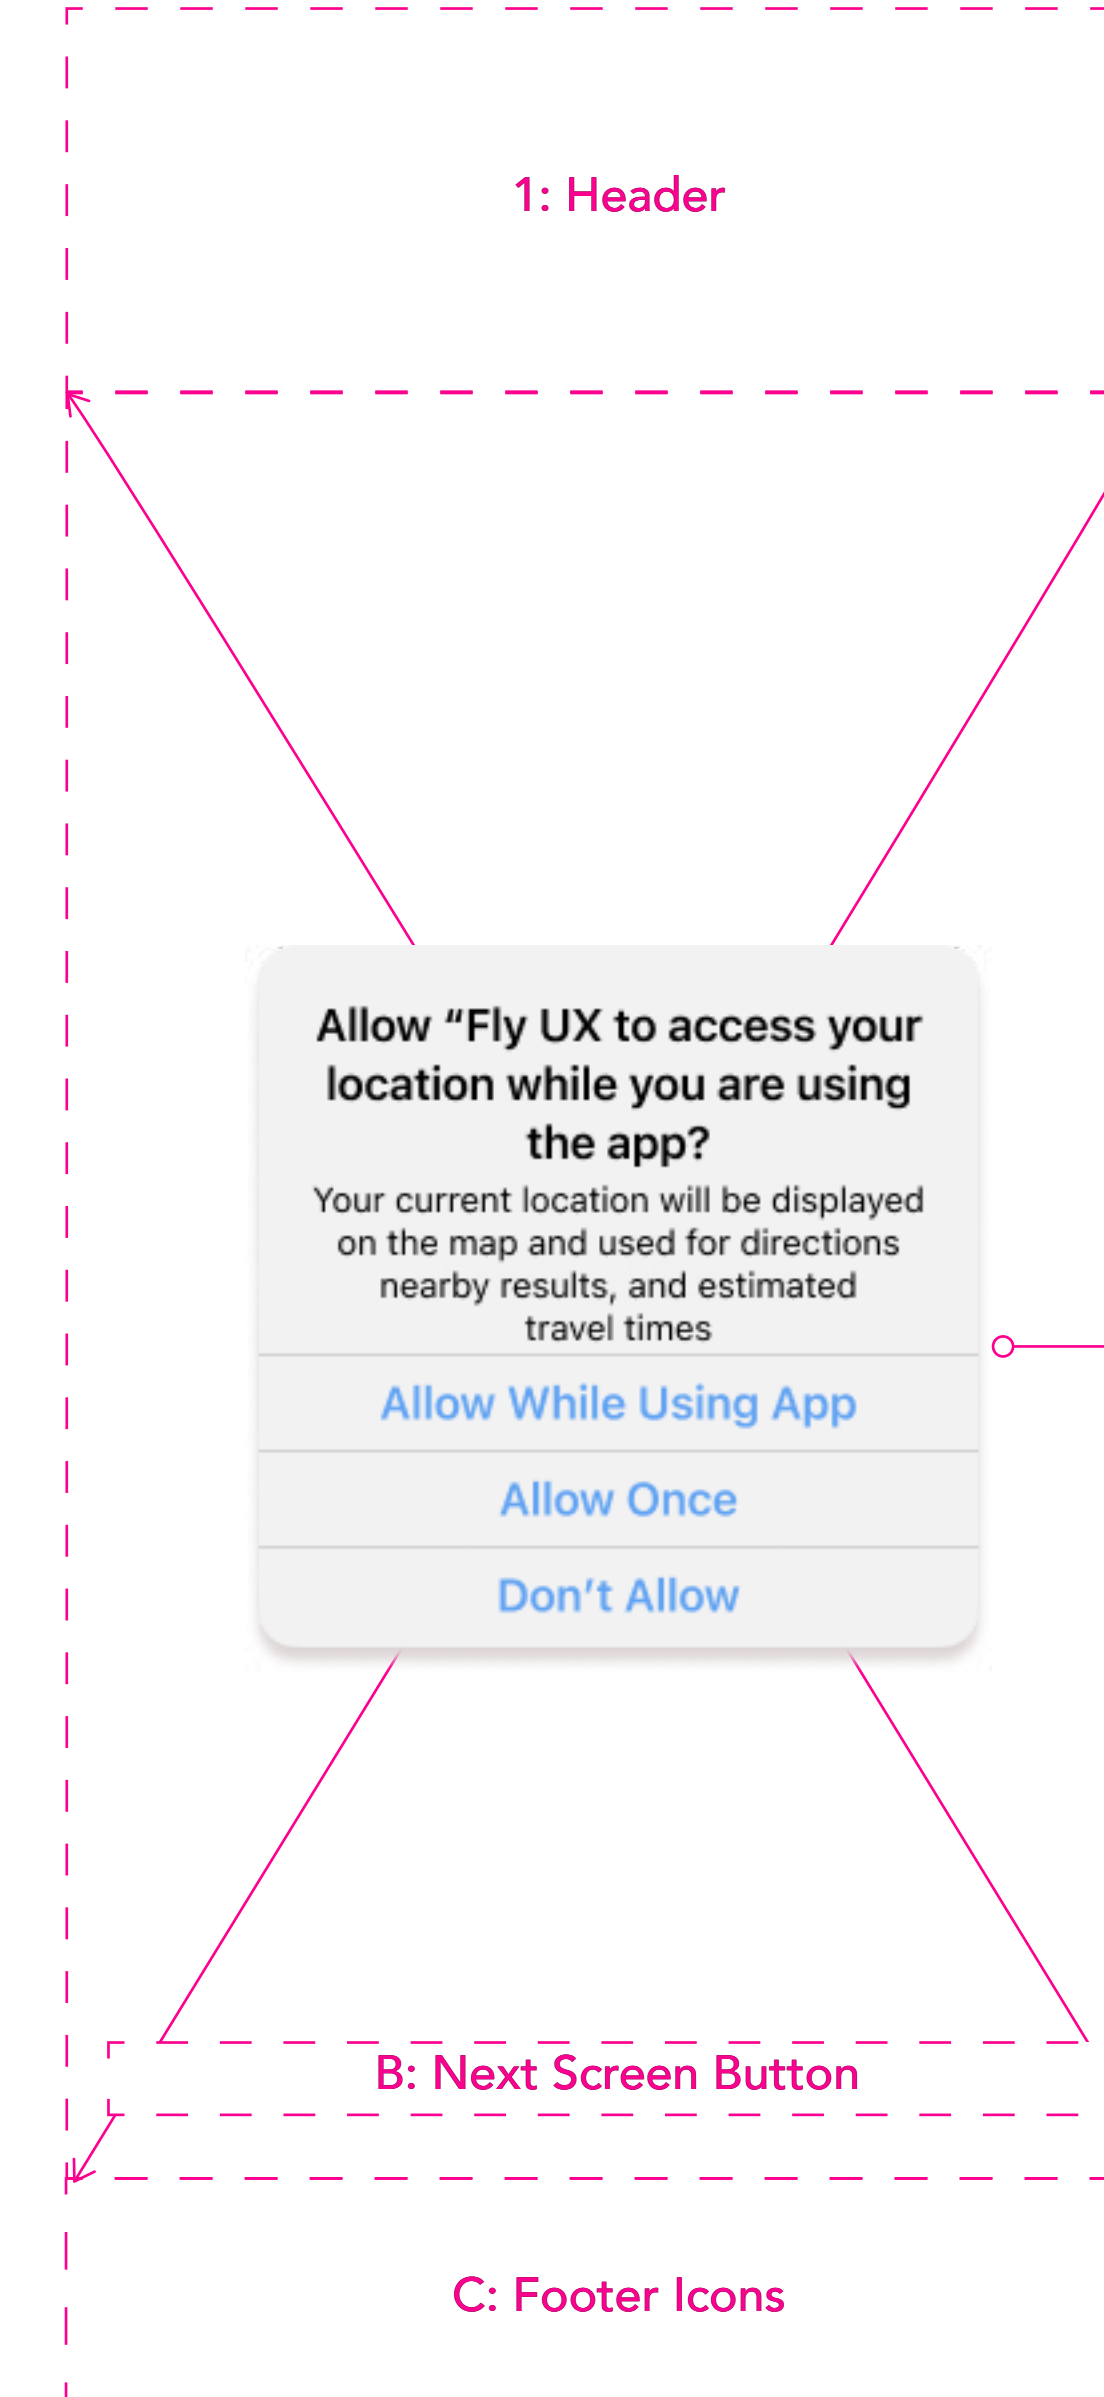 1: Header
Allow “Fly UX to access your
location while you are using
the app?
Your current location will be displayed
on the map and used for directions
nearby results, and estimated
travel times
Allow While Using App
Allow Once
Don’t Allow
B: Next Screen Button
C: Footer Icons